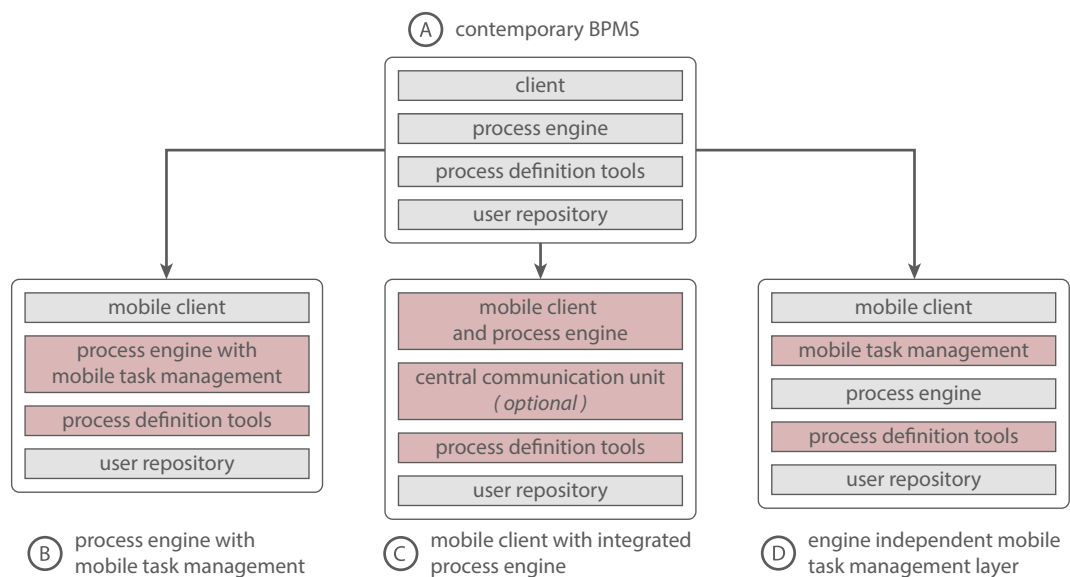 A contemporary BPMS
client
process engine
process definition tools
user repository
mobile client
process engine with
mobile task management
process definition tools
user repository
B process engine with
mobile task management
mobile client
and process engine
central communication unit
( optional )
process definition tools
user repository
C mobile client with integrated
process engine
mobile client
mobile task management
process engine
process definition tools
user repository
D engine independent mobile
task management layer